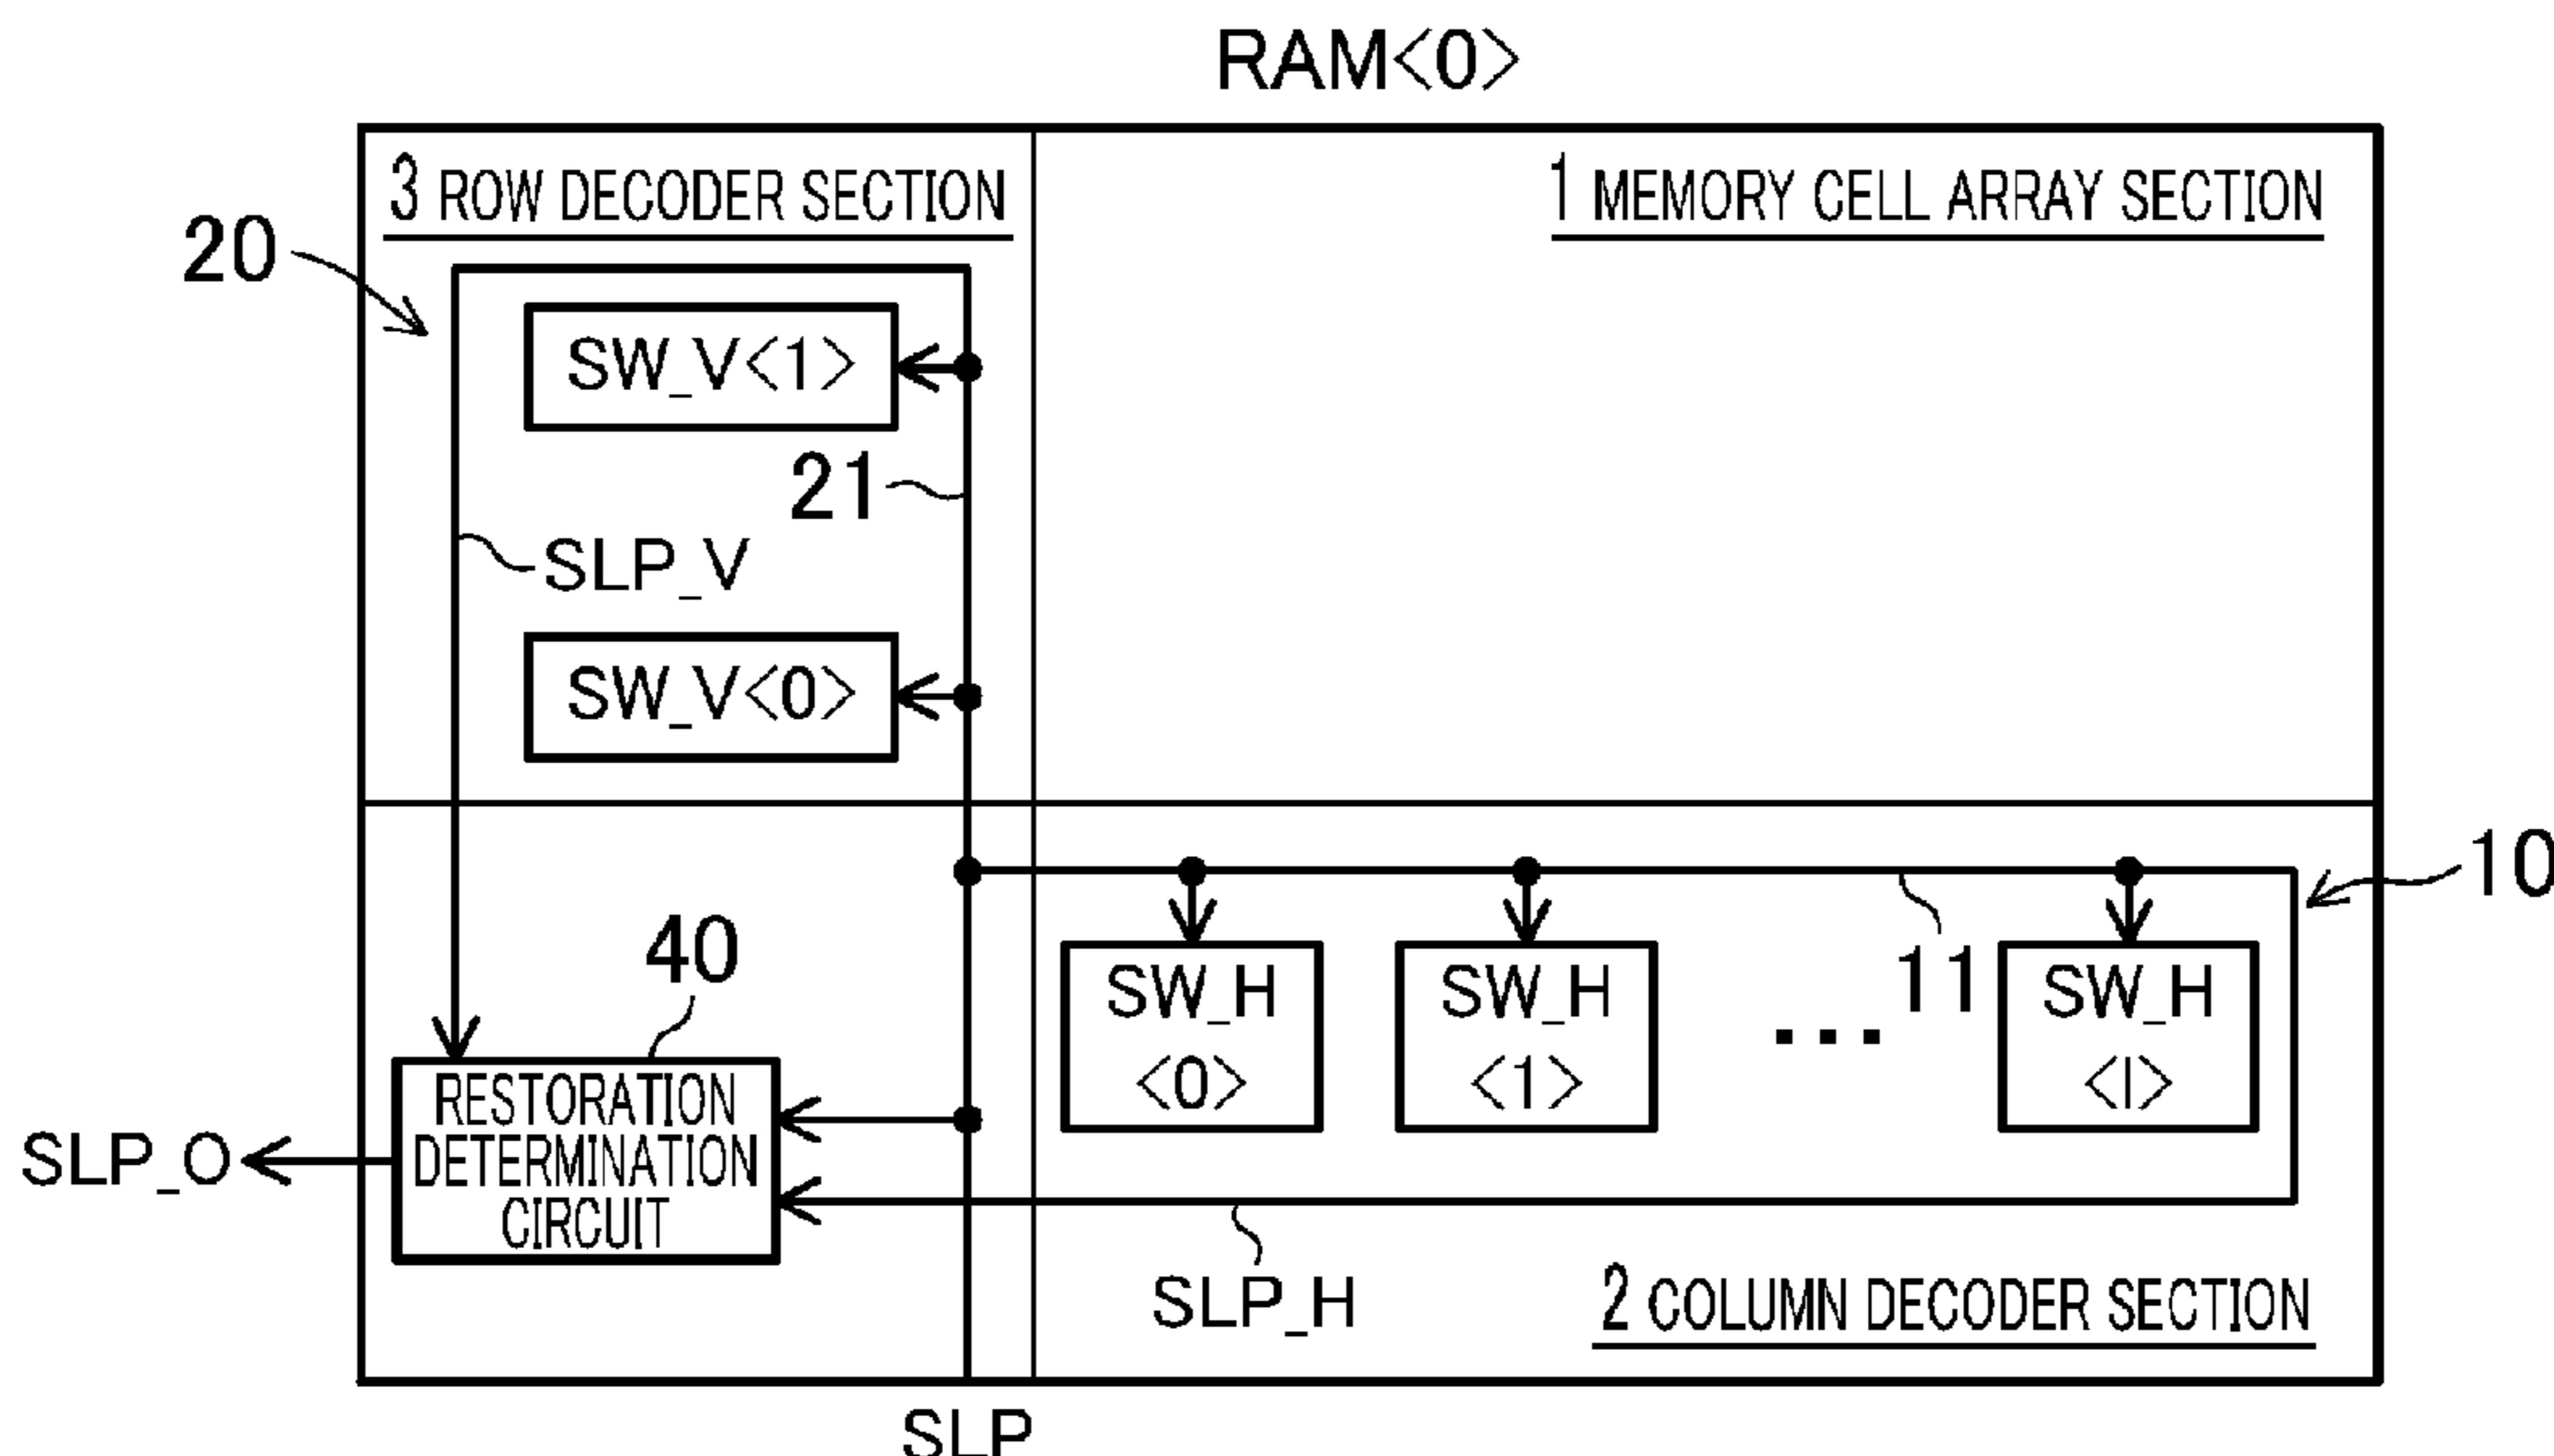 RAM<0>
3 ROW DECODER SECTION
1 MEMORY CELL ARRAY SECTION
20
SW_V<1>
21
SLP_V
SW_V<0>
10
40
11
SW_H
<0>
SW_H
<1>
...
SW_H
<l>
RESTORATION
DETERMINATION
CIRCUIT
SLP_O
SLP_H
2 COLUMN DECODER SECTION
SLP